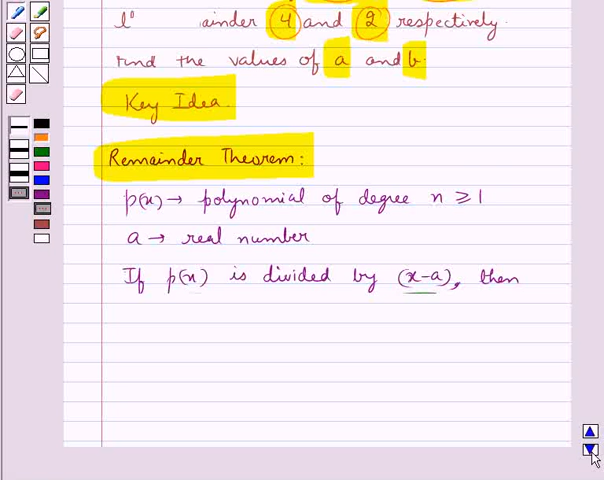 ainder 4 and 2 respectively.
Find the values of a and b.
Key Idea.
Remainder Theorem:
p(x) → polynomial of degree n ≥ 1
a → real number
If p(x) is divided by (x-a), then